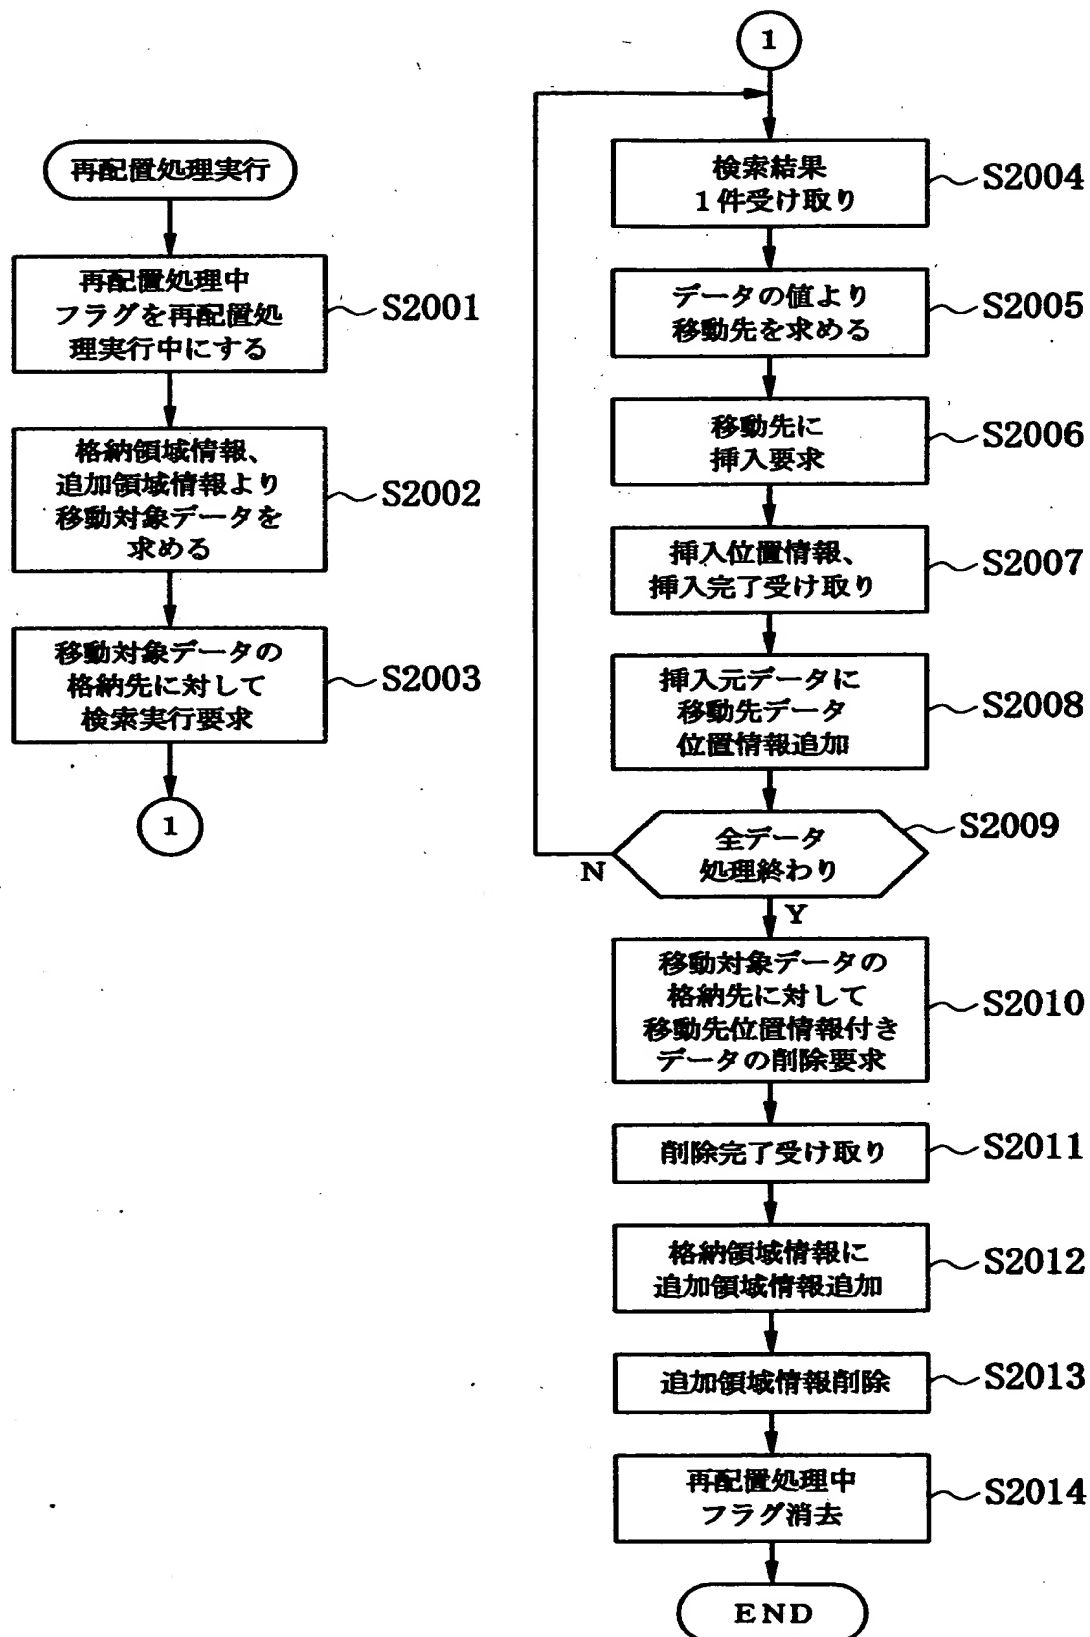 再配置処理実行
再配置処理中
フラグを再配置処
理実行中にする
S2001
格納領域情報、
追加領域情報より
移動対象データを
求める
S2002
移動対象データの
格納先に対して
検索実行要求
S2003
1
1
検索結果
1件受け取り
S2004
データの値より
移動先を求める
S2005
移動先に
挿入要求
S2006
挿入位置情報、
挿入完了受け取り
S2007
挿入元データに
移動先データ
位置情報追加
S2008
全データ
処理終わり
S2009
N
Y
移動対象データの
格納先に対して
移動先位置情報付き
データの削除要求
S2010
削除完了受け取り
S2011
格納領域情報に
追加領域情報追加
S2012
追加領域情報削除
S2013
再配置処理中
フラグ消去
S2014
END